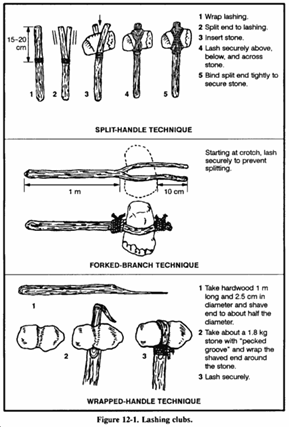 15-20
cm
1
2
3
4
5
1 Wrap lashing.
2 Split end to lashing.
3 Insert stone.
4 Lash securely above,
below, and across
stone.
5 Bind split end tightly to
secure stone.
SPLIT-HANDLE TECHNIQUE
1 m
10 cm
Starting at crotch, lash
securely to prevent
splitting.
FORKED-BRANCH TECHNIQUE
1
2
3
1 Take hardwood 1 m
long and 2.5 cm in
diameter and shave
end to about half the
diameter.
2 Take about a 1.8 kg
stone with "pecked
groove" and wrap the
shaved end around
the stone.
3 Lash securely.
WRAPPED-HANDLE TECHNIQUE
Figure 12-1. Lashing clubs.